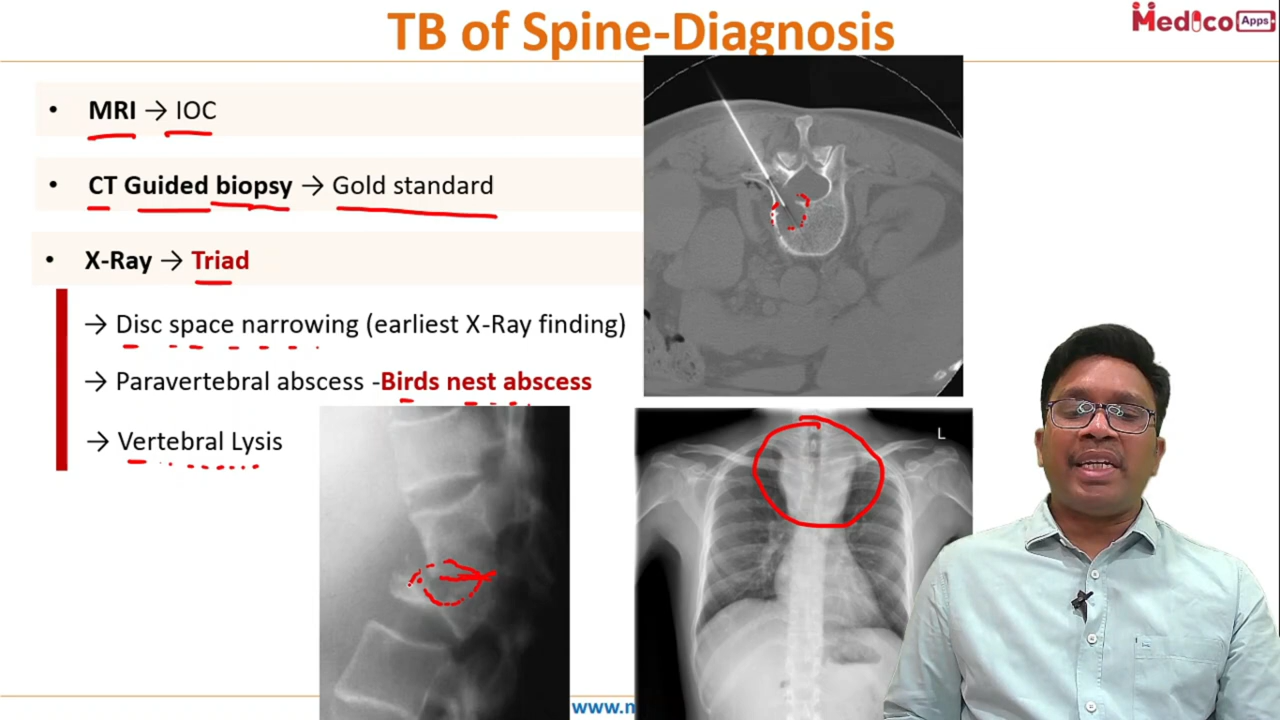 TB of Spine-Diagnosis
Medico Apps
• MRI → IOC
• CT Guided biopsy → Gold standard
• X-Ray → Triad
→ Disc space narrowing (earliest X-Ray finding)
→ Paravertebral abscess -Birds nest abscess
→ Vertebral Lysis
L
www.m